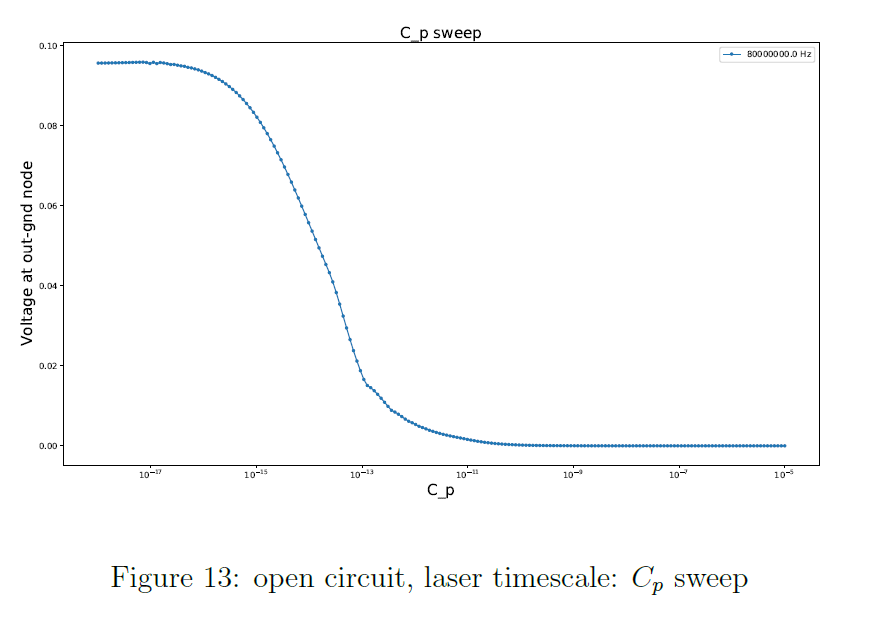 C_p sweep
80000000.0 Hz
Voltage at out-gnd node
0.10
0.08
0.06
0.04
0.02
0.00
10⁻¹⁷ 10⁻¹⁵ 10⁻¹³ 10⁻¹¹ 10⁻⁹ 10⁻⁷ 10⁻⁵
C_p
Figure 13: open circuit, laser timescale: Cₚ sweep